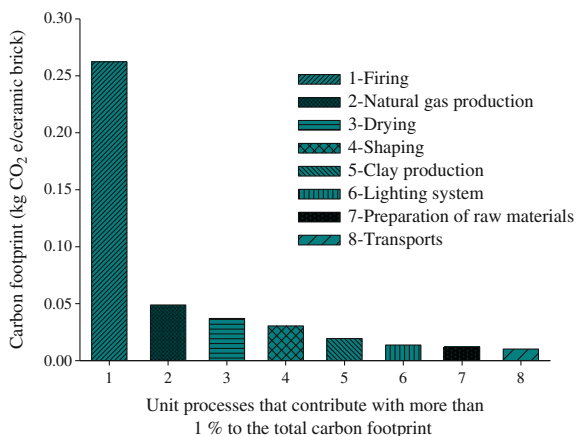 Carbon footprint (kg CO₂ e/ceramic brick)
0.30
0.25
0.20
0.15
0.10
0.05
0.00
1-Firing
2-Natural gas production
3-Drying
4-Shaping
5-Clay production
6-Lighting system
7-Preparation of raw materials
8-Transports
1 2 3 4 5 6 7 8
Unit processes that contribute with more than
1 % to the total carbon footprint